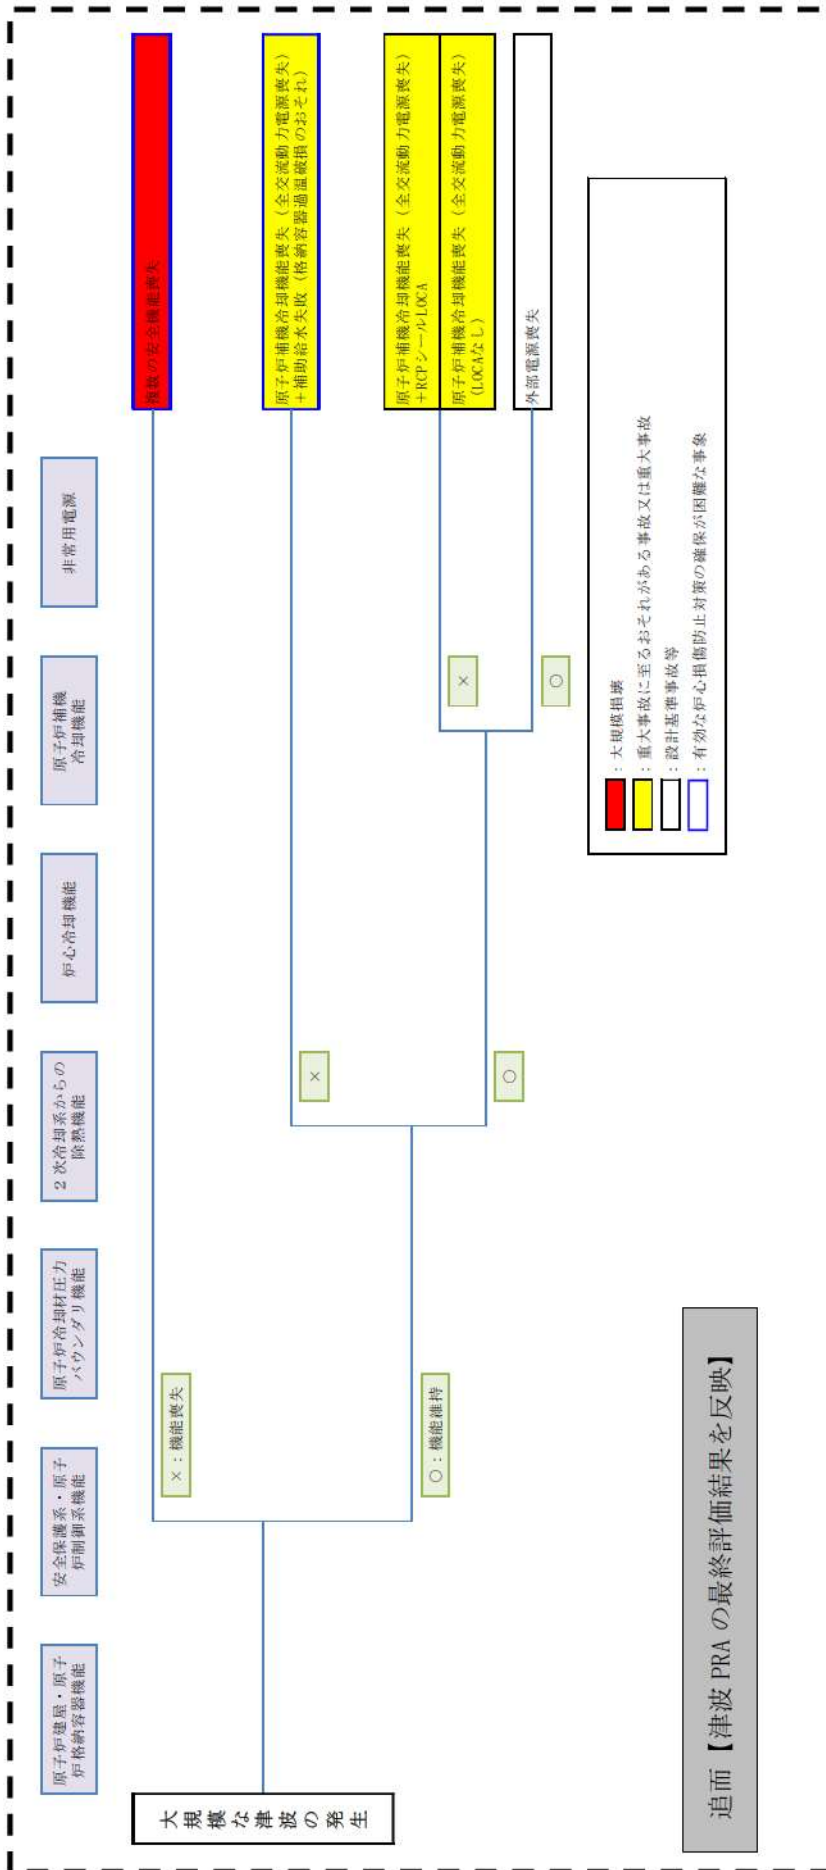 大規模な津波の発生
原子炉建屋・原子
炉格納容器機能
安全保護系・原子
炉制御系機能
原子炉冷却材圧力
バウンダリ機能
2次冷却系からの
除熱機能
炉心冷却機能
原子炉補機
冷却機能
非常用電源
×:機能喪失
○:機能維持
×
○
×
○
複数の安全機能喪失
原子炉補機冷却機能喪失(全交流動力電源喪失)
+補助給水失敗(格納容器過温破損のおそれ)
原子炉補機冷却機能喪失(全交流動力電源喪失)
+RCPシールLOCA
原子炉補機冷却機能喪失(全交流動力電源喪失)
(LOCAなし)
外部電源喪失
:大規模損壊
:重大事故に至るおそれがある事故又は重大事故
:設計基準事故等
:有効な炉心損傷防止対策の確保が困難な事象
追而【津波 PRA の最終評価結果を反映】